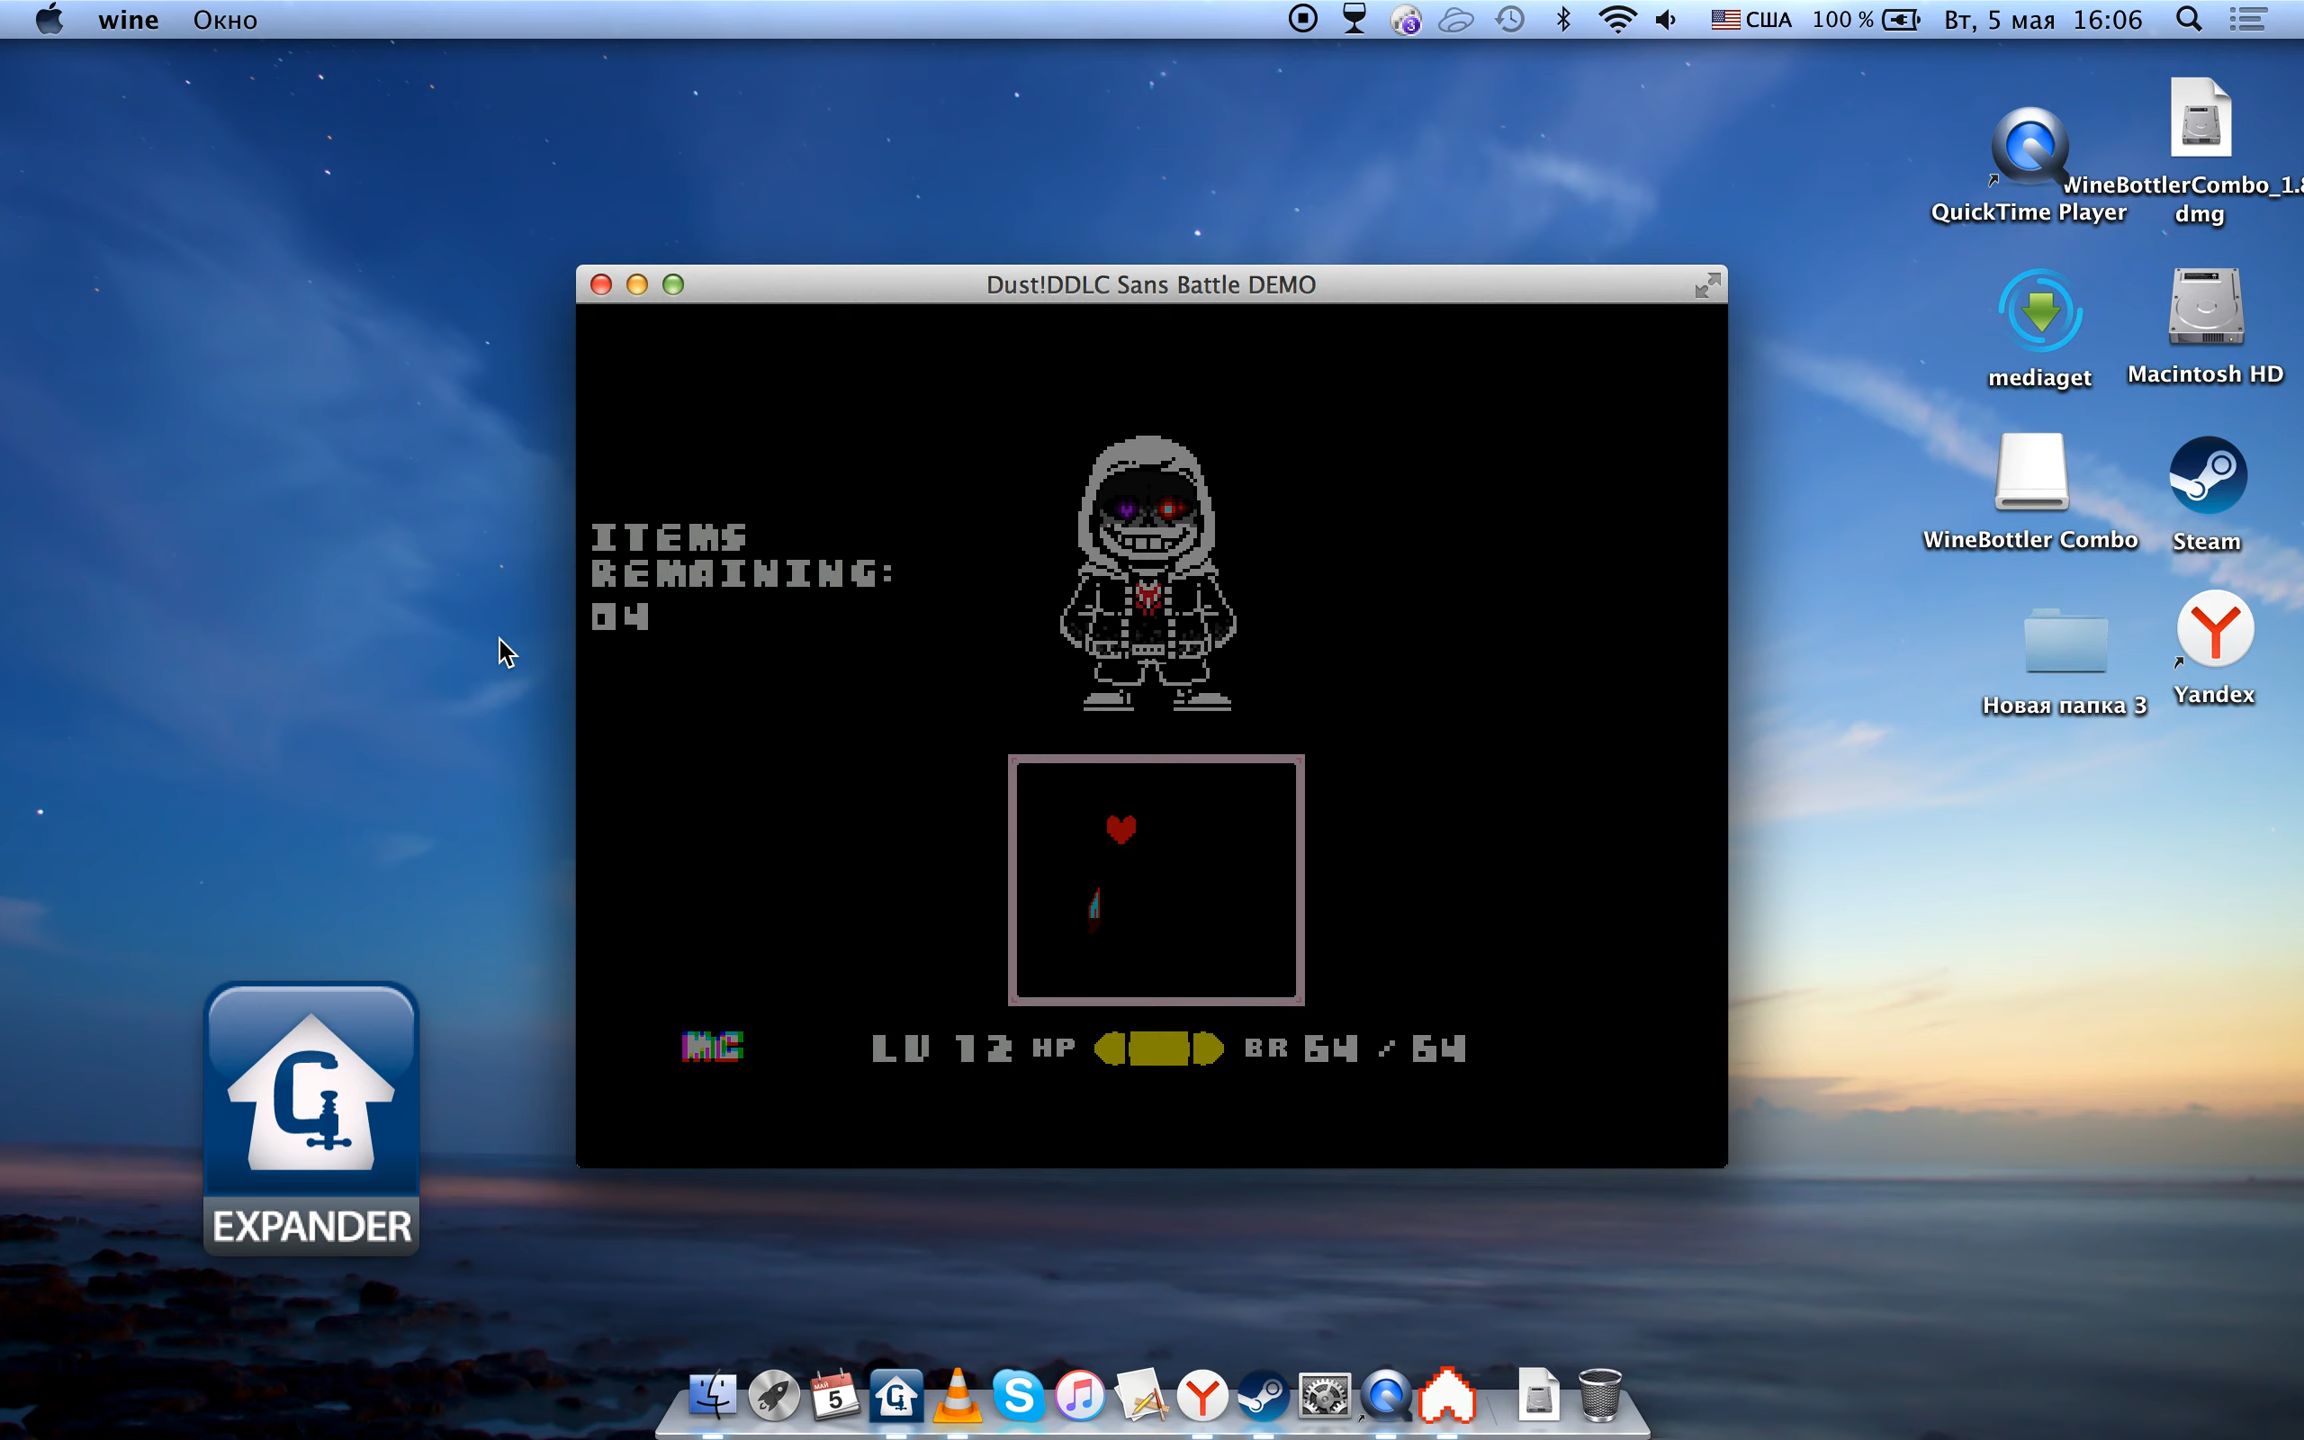 wine Окно
3 США 100 % Вт, 5 мая 16:06
WineBottlerCombo_1.8
dmg
QuickTime Player
Dust!DDLC Sans Battle DEMO
mediaget
Macintosh HD
WineBottler Combo
Steam
Новая папка 3
Yandex
ITEMS
REMAINING:
04
MC LV 12 HP BR 64 / 64
EXPANDER
МАЙ
5